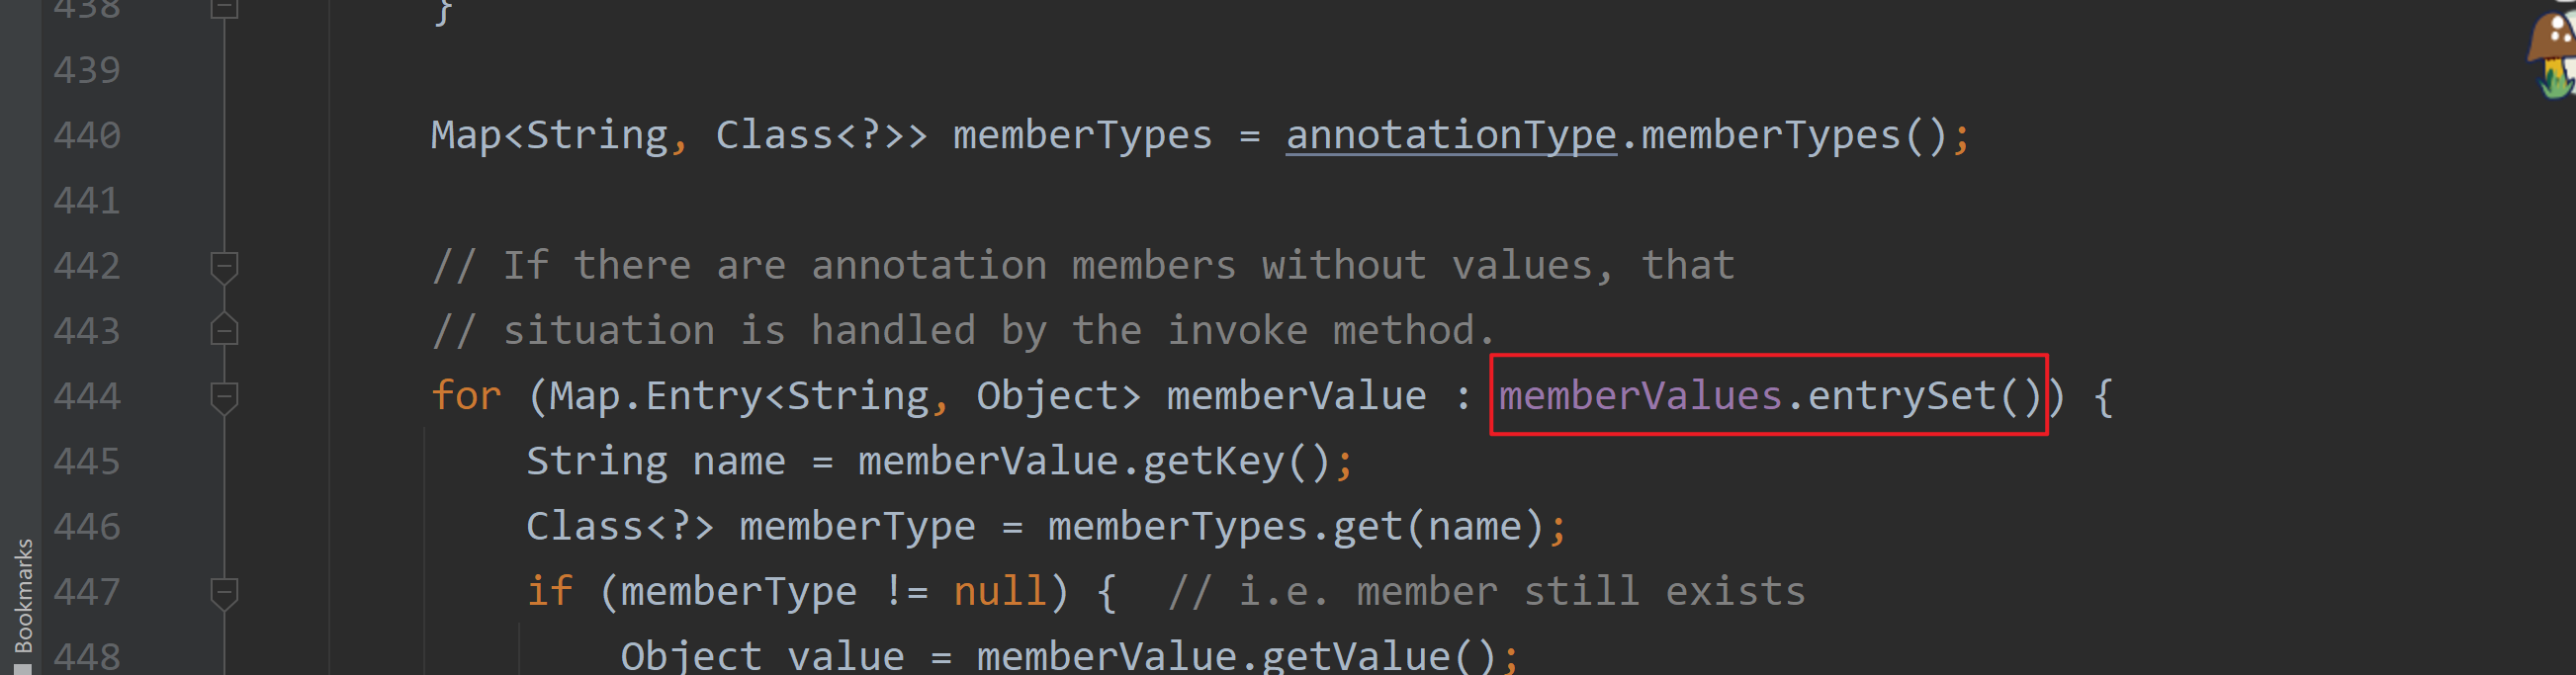 438 }
439
440 Map<String, Class<?>> memberTypes = annotationType.memberTypes();
441
442 // If there are annotation members without values, that
443 // situation is handled by the invoke method.
444 for (Map.Entry<String, Object> memberValue : memberValues.entrySet()) {
445 String name = memberValue.getKey();
446 Class<?> memberType = memberTypes.get(name);
447 if (memberType != null) { // i.e. member still exists
448 Object value = memberValue.getValue();
Bookmarks